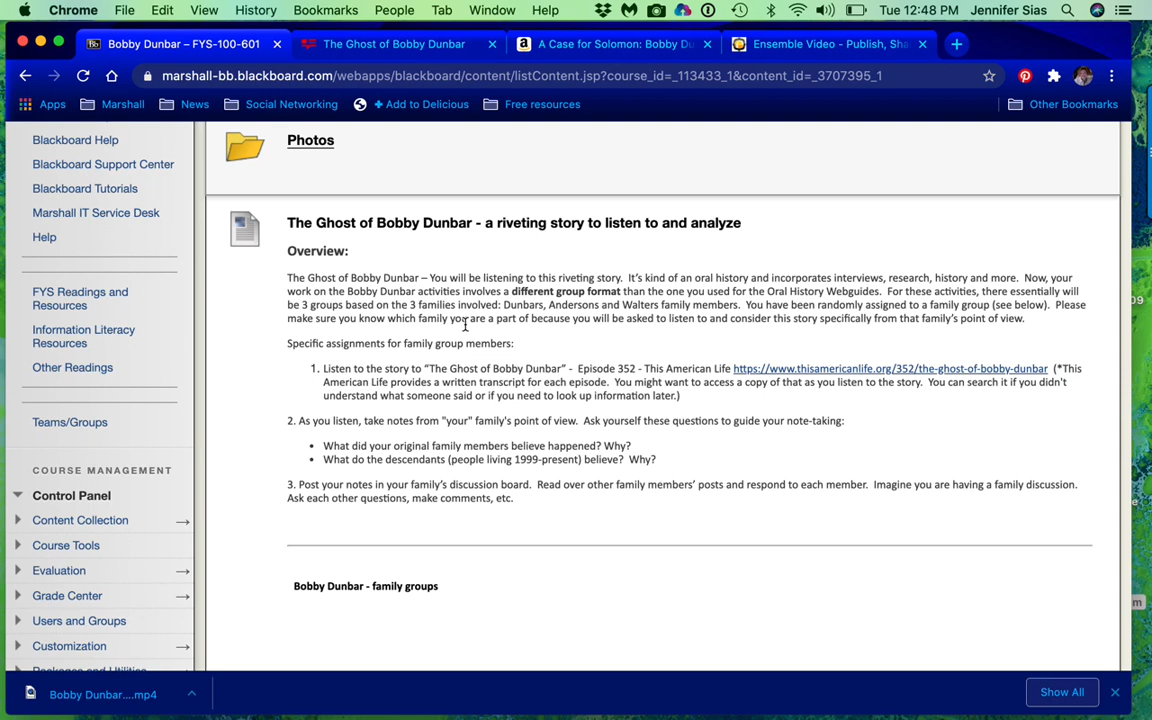 Chrome File Edit View History Bookmarks People Tab Window Help Tue 12:48 PM Jennifer Sias
Bb Bobby Dunbar – FYS-100-601 The Ghost of Bobby Dunbar a A Case for Solomon: Bobby Du Ensemble Video - Publish, Sha
marshall-bb.blackboard.com/webapps/blackboard/content/listContent.jsp?course_id=_113433_1&content_id=_3707395_1
Apps Marshall News Social Networking + Add to Delicious Free resources Other Bookmarks
Blackboard Help
Blackboard Support Center
Blackboard Tutorials
Marshall IT Service Desk
Help
FYS Readings and
Resources
Information Literacy
Resources
Other Readings
Teams/Groups
COURSE MANAGEMENT
Control Panel
Content Collection
Course Tools
Evaluation
Grade Center
Users and Groups
Customization
Packages and Utilities
Photos
The Ghost of Bobby Dunbar - a riveting story to listen to and analyze
Overview:
The Ghost of Bobby Dunbar – You will be listening to this riveting story. It's kind of an oral history and incorporates interviews, research, history and more. Now, your
work on the Bobby Dunbar activities involves a different group format than the one you used for the Oral History Webguides. For these activities, there essentially will
be 3 groups based on the 3 families involved: Dunbars, Andersons and Walters family members. You have been randomly assigned to a family group (see below). Please
make sure you know which family you are a part of because you will be asked to listen to and consider this story specifically from that family's point of view.
Specific assignments for family group members:
1. Listen to the story to “The Ghost of Bobby Dunbar” - Episode 352 - This American Life https://www.thisamericanlife.org/352/the-ghost-of-bobby-dunbar (*This
American Life provides a written transcript for each episode. You might want to access a copy of that as you listen to the story. You can search it if you didn't
understand what someone said or if you need to look up information later.)
2. As you listen, take notes from "your" family's point of view. Ask yourself these questions to guide your note-taking:
• What did your original family members believe happened? Why?
• What do the descendants (people living 1999-present) believe? Why?
3. Post your notes in your family's discussion board. Read over other family members' posts and respond to each member. Imagine you are having a family discussion.
Ask each other questions, make comments, etc.
Bobby Dunbar - family groups
09
m
Bobby Dunbar....mp4
Show All